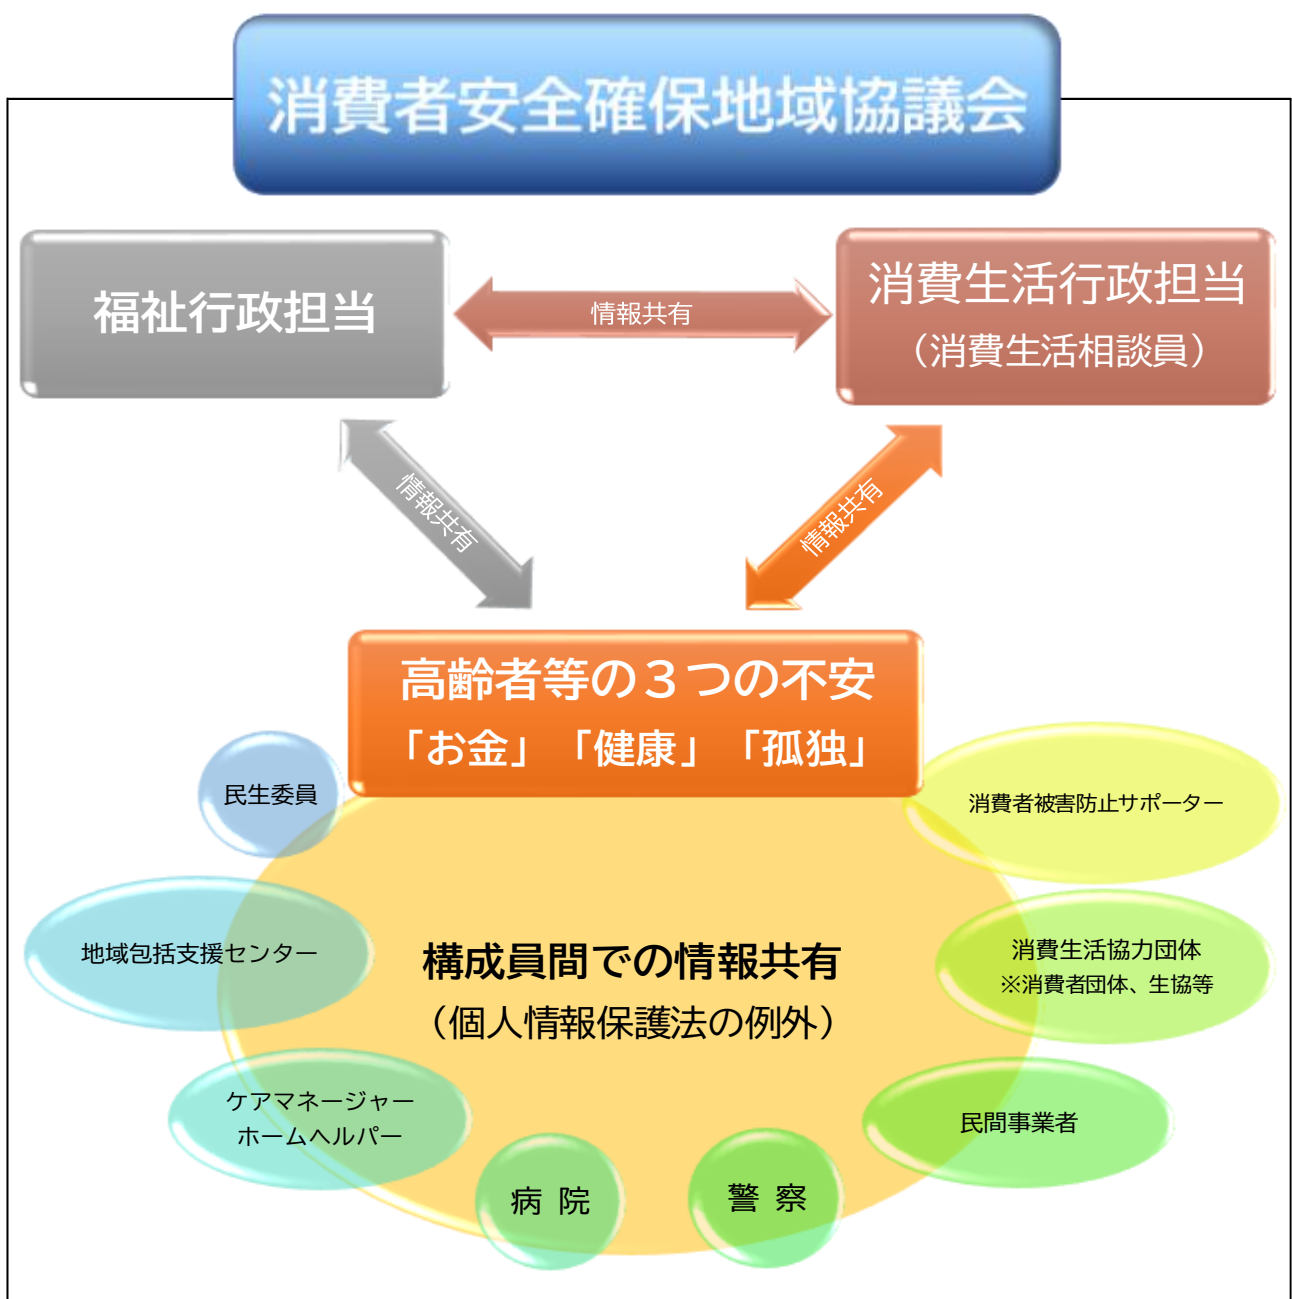 消費者安全確保地域協議会
福祉行政担当
情報共有
消費生活行政担当
（消費生活相談員）
情報共有
情報共有
高齢者等の３つの不安
「お金」「健康」「孤独」
民生委員
消費者被害防止サポーター
地域包括支援センター
構成員間での情報共有
（個人情報保護法の例外）
消費生活協力団体
※消費者団体、生協等
ケアマネージャー
ホームヘルパー
民間事業者
病 院
警 察